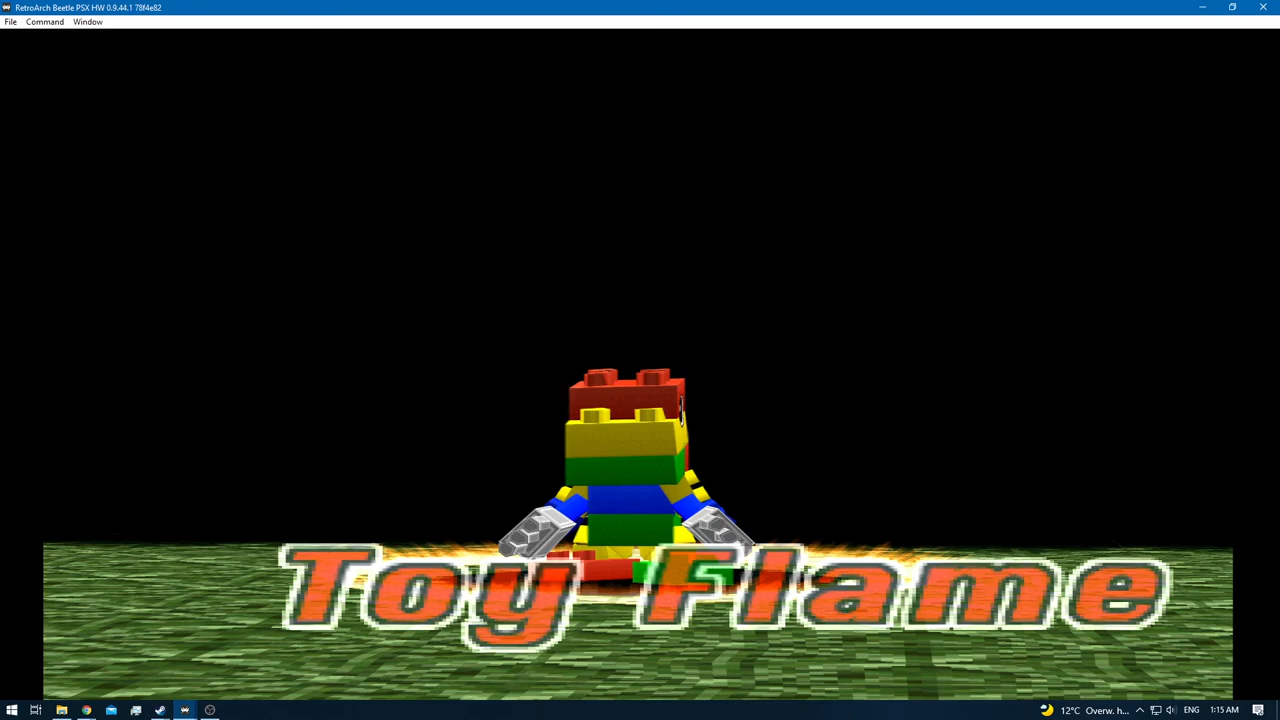 RetroArch Beetle PSX HW 0.9.44.1 78f4e82
File Command Window
Toy Flame
12°C Overw. h... ENG 1:15 AM